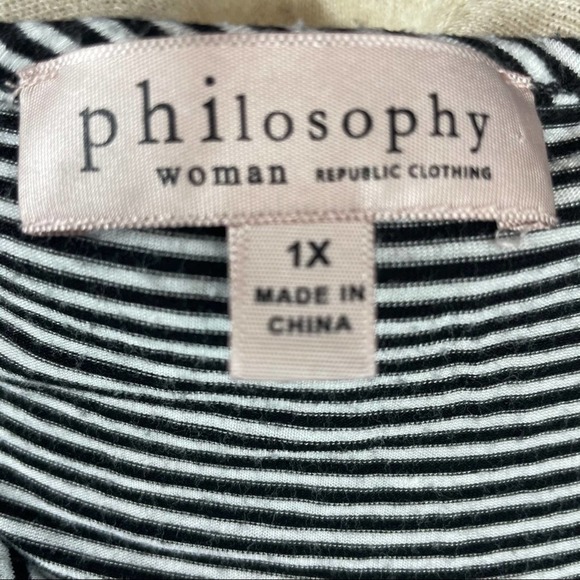 philosophy
woman REPUBLIC CLOTHING
1X
MADE IN
CHINA